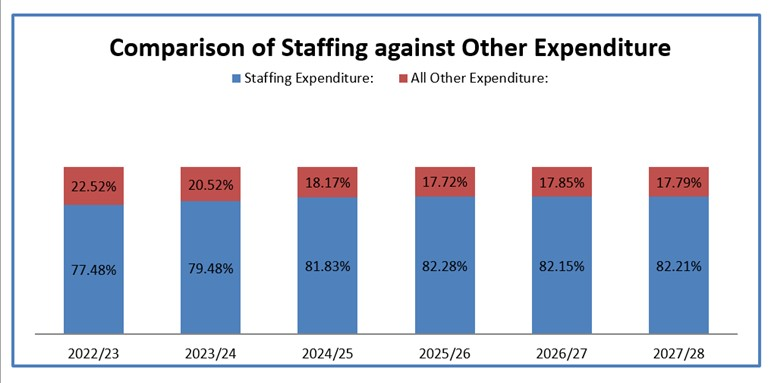 Comparison of Staffing against Other Expenditure
Staffing Expenditure: All Other Expenditure:
22.52% 20.52% 18.17% 17.72% 17.85% 17.79%
77.48% 79.48% 81.83% 82.28% 82.15% 82.21%
2022/23 2023/24 2024/25 2025/26 2026/27 2027/28